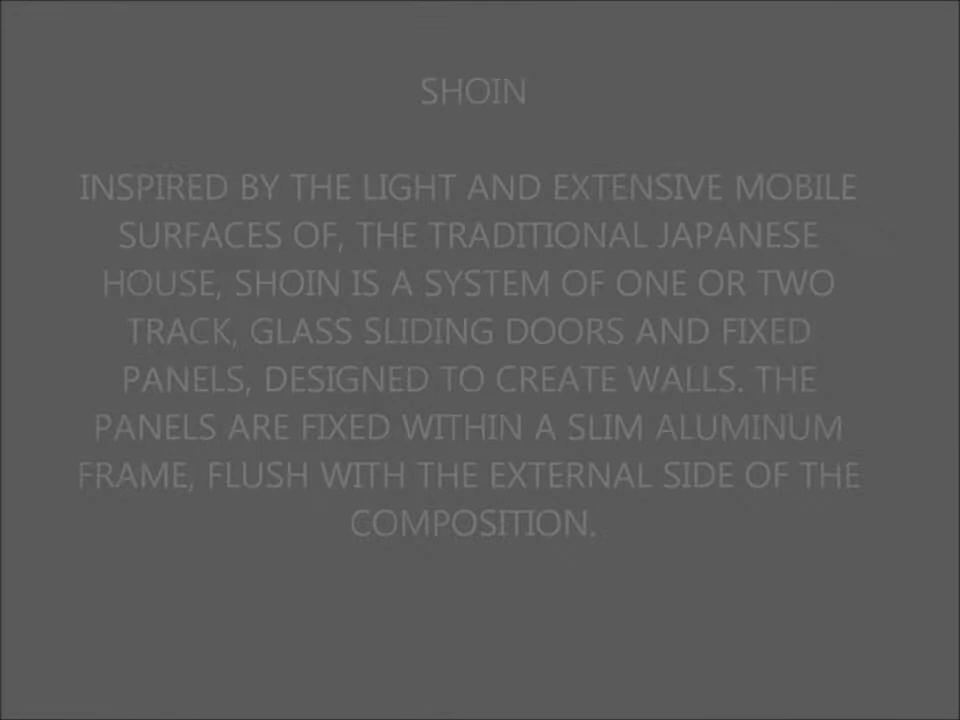 SHOIN
INSPIRED BY THE LIGHT AND EXTENSIVE MOBILE
SURFACES OF, THE TRADITIONAL JAPANESE
HOUSE, SHOIN IS A SYSTEM OF ONE OR TWO
TRACK, GLASS SLIDING DOORS AND FIXED
PANELS, DESIGNED TO CREATE WALLS. THE
PANELS ARE FIXED WITHIN A SLIM ALUMINUM
FRAME, FLUSH WITH THE EXTERNAL SIDE OF THE
COMPOSITION.